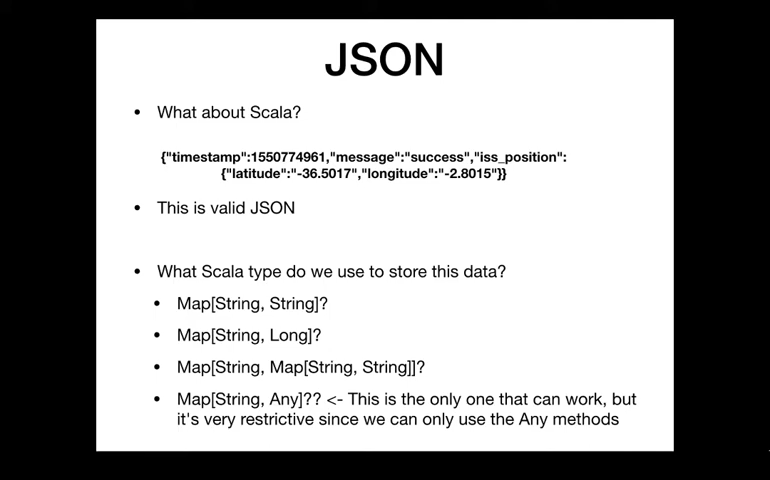 JSON
• What about Scala?
{"timestamp":1550774961,"message":"success","iss_position":
{"latitude":"-36.5017","longitude":"-2.8015"}}
• This is valid JSON
• What Scala type do we use to store this data?
• Map[String, String]?
• Map[String, Long]?
• Map[String, Map[String, String]]?
• Map[String, Any]?? <- This is the only one that can work, but
it's very restrictive since we can only use the Any methods